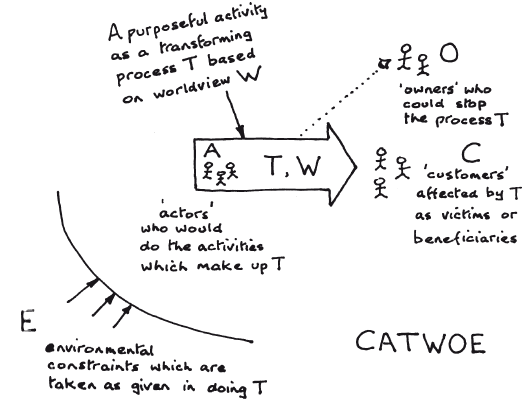 A purposeful activity
as a transforming
process T based
on worldview W
O
'owners' who
could stop
the process T
A
T, W
C
'customers'
affected by T
as victims or
beneficiaries
'actors'
who would
do the activities
which make up T
E
environmental
constraints which are
taken as given in doing T
CATWOE